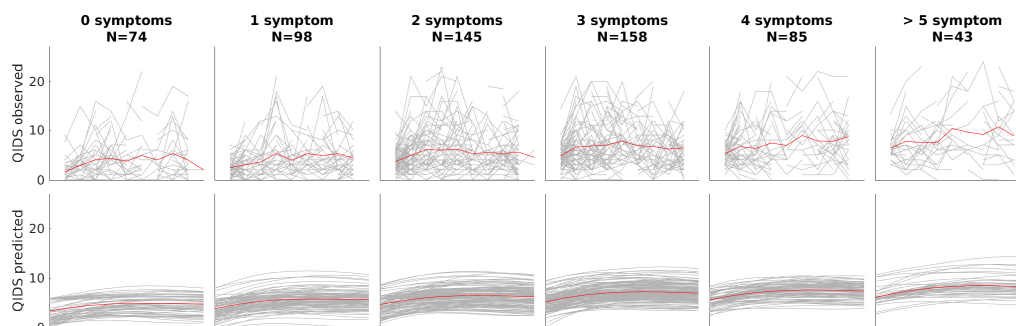 0 symptoms 1 symptom 2 symptoms 3 symptoms 4 symptoms > 5 symptom
N=74 N=98 N=145 N=158 N=85 N=43
QIDS observed
20
10
0
QIDS predicted
20
10
0